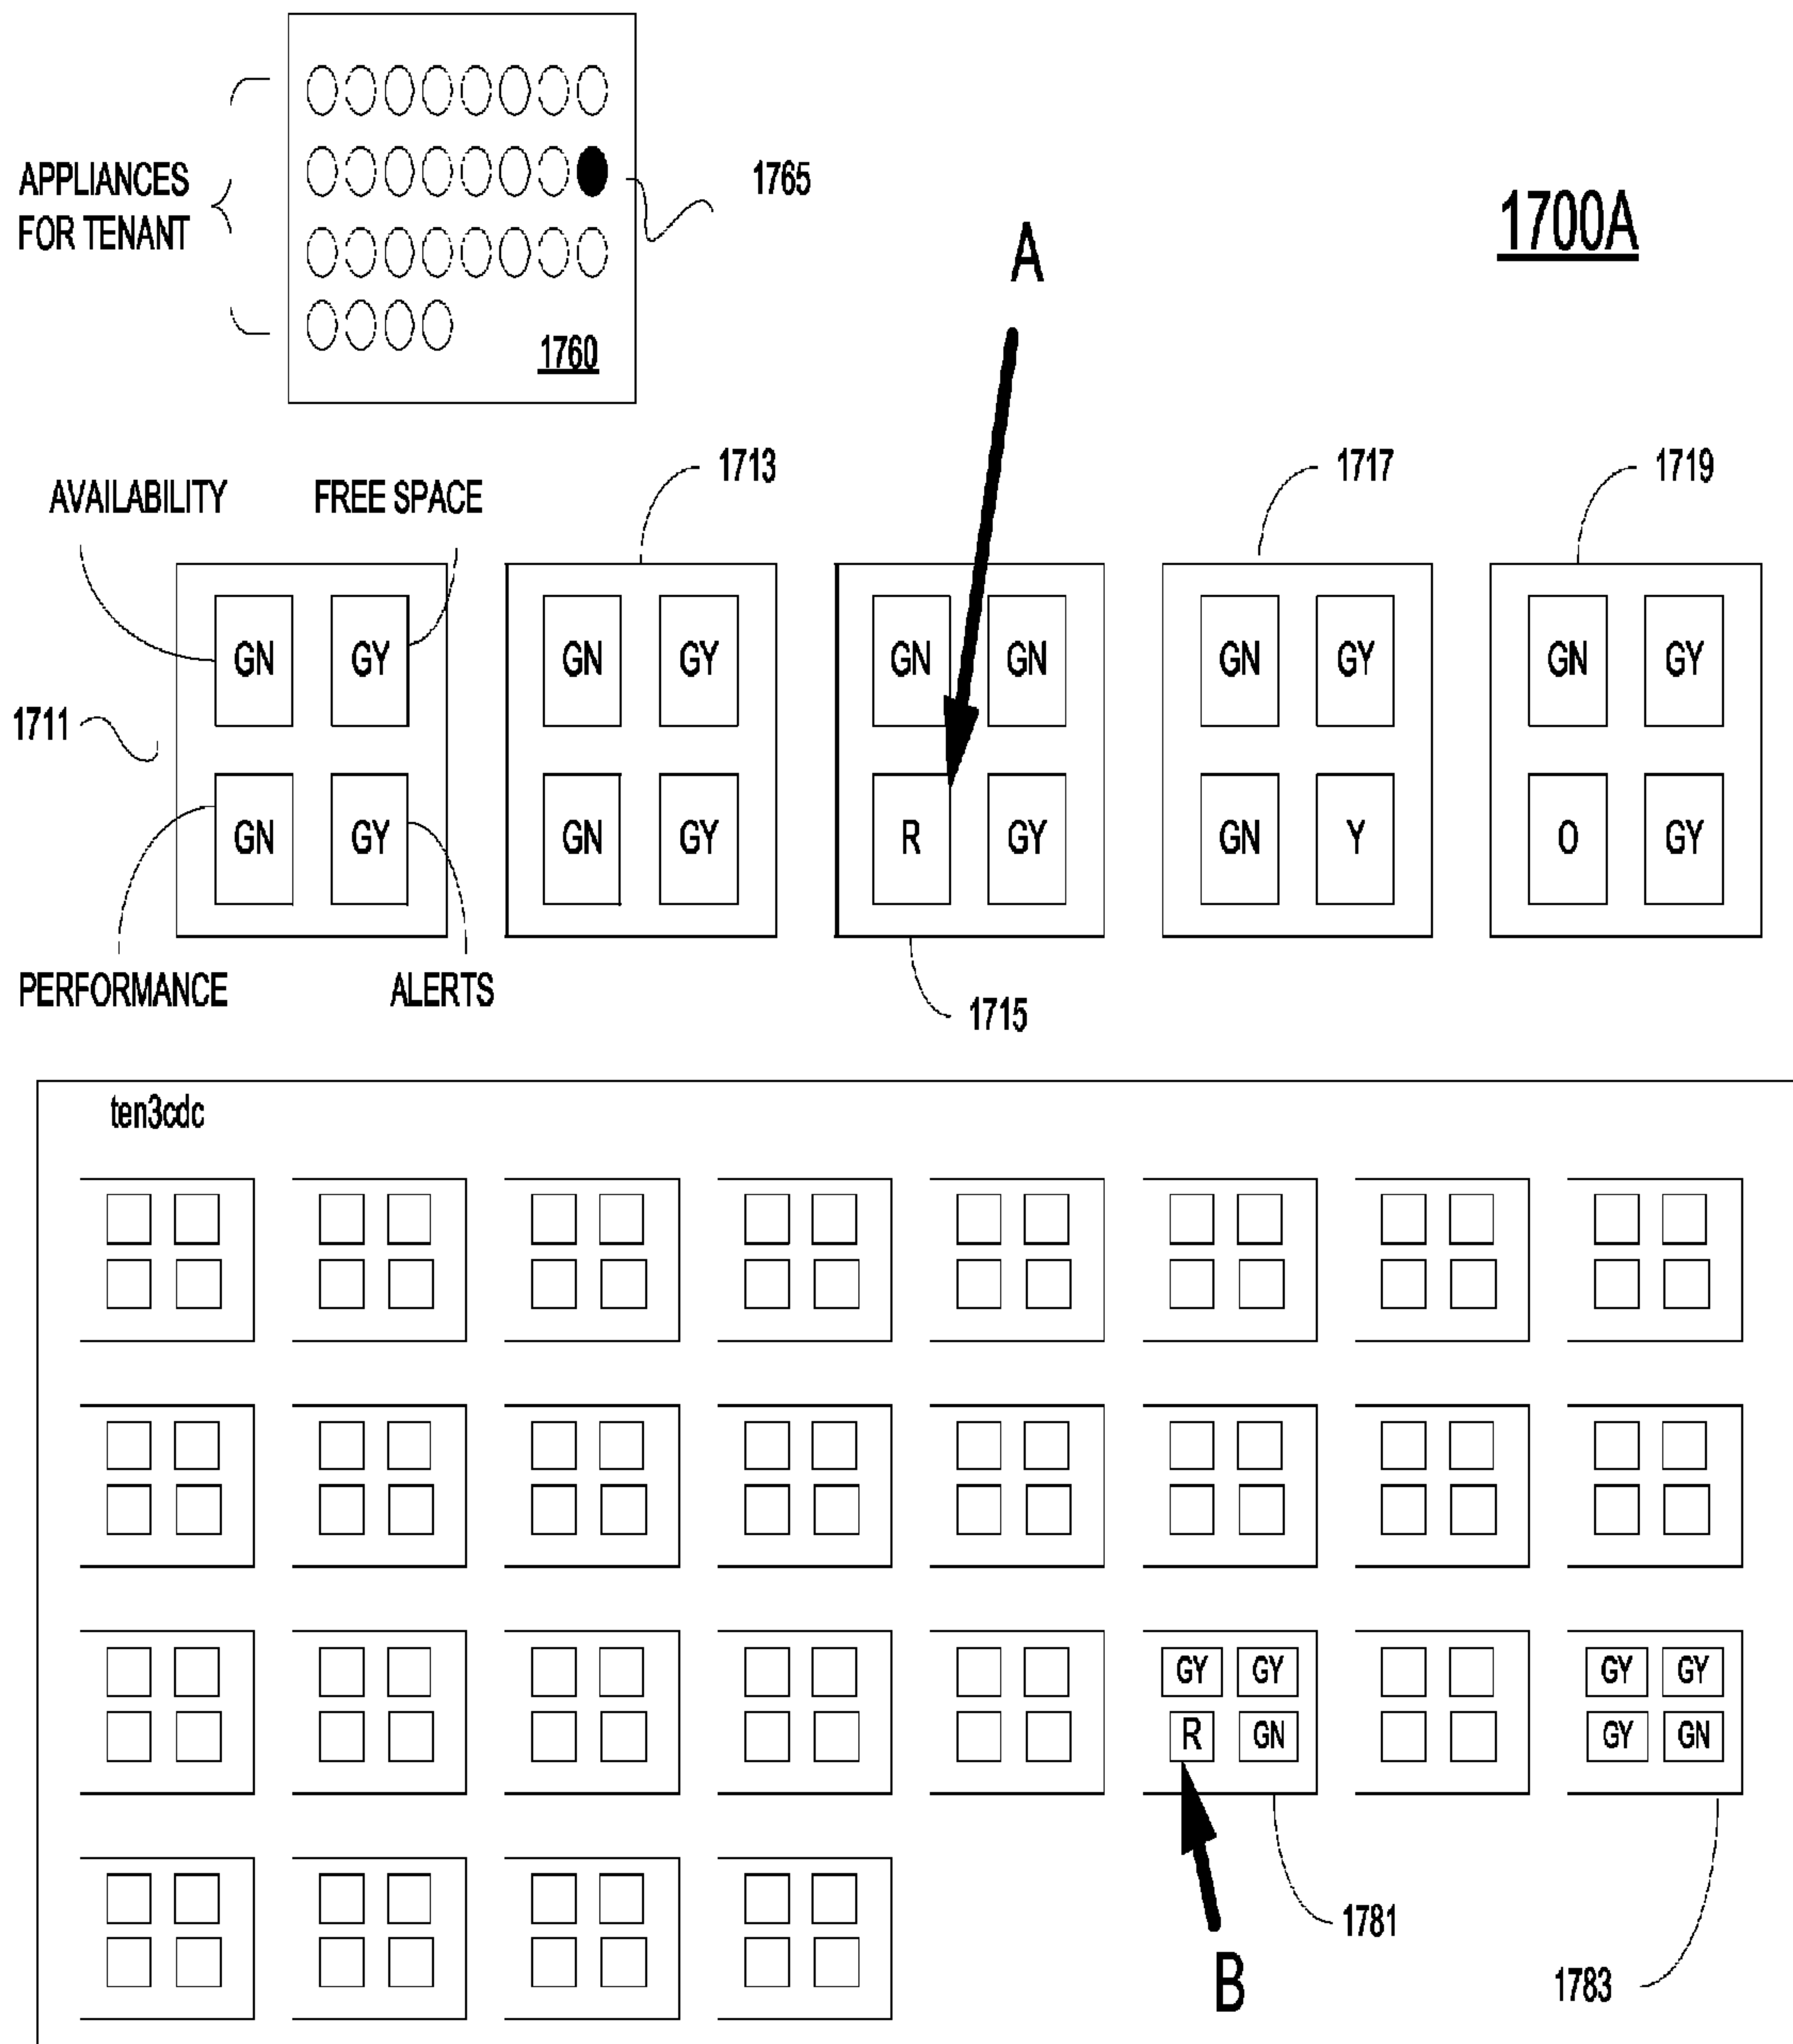 APPLIANCES
FOR TENANT
1765
1700A
A
1760
1713
1717
1719
AVAILABILITY
FREE SPACE
GN GY
GN GY
GN GN
GN GY
GN GY
1711
GN GY
GN GY
R GY
GN Y
O GY
PERFORMANCE
ALERTS
1715
ten3cdc
GY GY
R GN
GY GY
GY GN
1781
B
1783